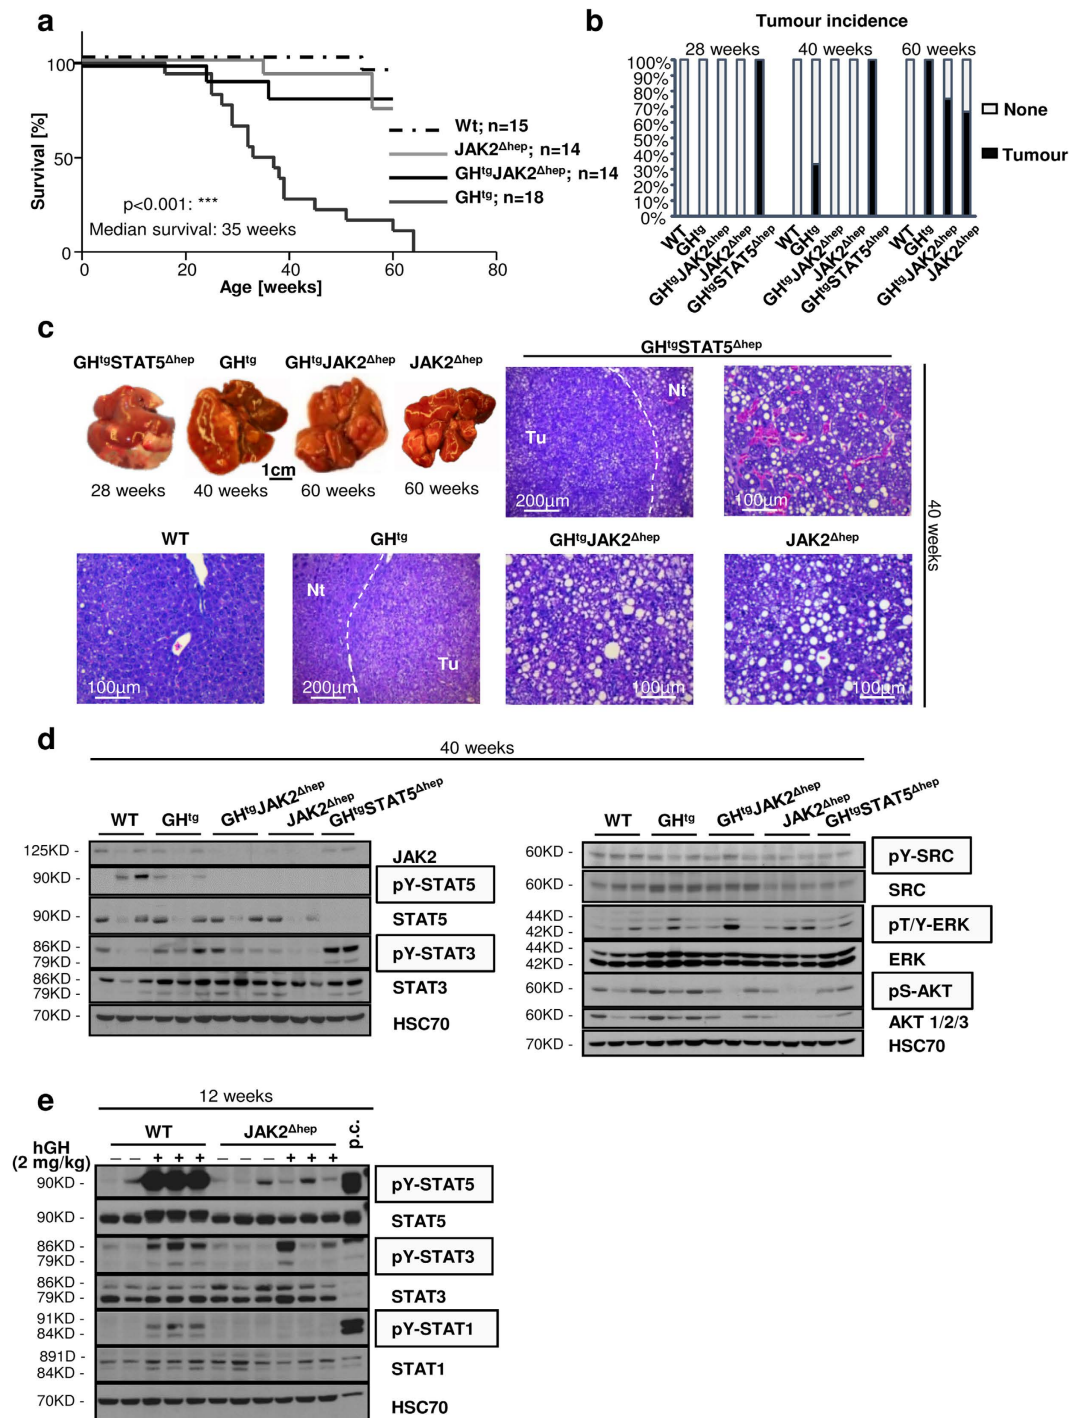 a
Survival [%]
100
50
0
0 20 40 60 80
Age [weeks]
p<0.001: ***
Median survival: 35 weeks
Wt; n=15
JAK2Δhep; n=14
GHtgJAK2Δhep; n=14
GHtg; n=18
b
Tumour incidence
28 weeks 40 weeks 60 weeks
100%
90%
80%
70%
60%
50%
40%
30%
20%
10%
0%
None
Tumour
WT GHtg GHtgJAK2Δhep JAK2Δhep GHtgSTAT5Δhep
WT GHtg GHtgJAK2Δhep JAK2Δhep GHtgSTAT5Δhep
WT GHtg GHtgJAK2Δhep JAK2Δhep
c
GHtgSTAT5Δhep GHtg GHtgJAK2Δhep JAK2Δhep
1cm
28 weeks 40 weeks 60 weeks 60 weeks
GHtgSTAT5Δhep
Tu Nt
200µm 100µm
WT GHtg GHtgJAK2Δhep JAK2Δhep
Nt Tu
100µm 200µm 100µm 100µm
40 weeks
d
40 weeks
WT GHtg GHtgJAK2Δhep JAK2Δhep GHtgSTAT5Δhep
125KD - JAK2
90KD - pY-STAT5
90KD - STAT5
86KD - pY-STAT3
79KD -
86KD - STAT3
79KD -
70KD - HSC70
WT GHtg GHtgJAK2Δhep JAK2Δhep GHtgSTAT5Δhep
60KD - pY-SRC
60KD - SRC
44KD - pT/Y-ERK
42KD -
44KD - ERK
42KD -
60KD - pS-AKT
60KD - AKT 1/2/3
70KD - HSC70
e
12 weeks
WT JAK2Δhep p.c.
hGH
(2 mg/kg) – – + + + – – – + + +
90KD - pY-STAT5
90KD - STAT5
86KD - pY-STAT3
79KD -
86KD - STAT3
79KD -
91KD - pY-STAT1
84KD -
891D - STAT1
84KD -
70KD - HSC70